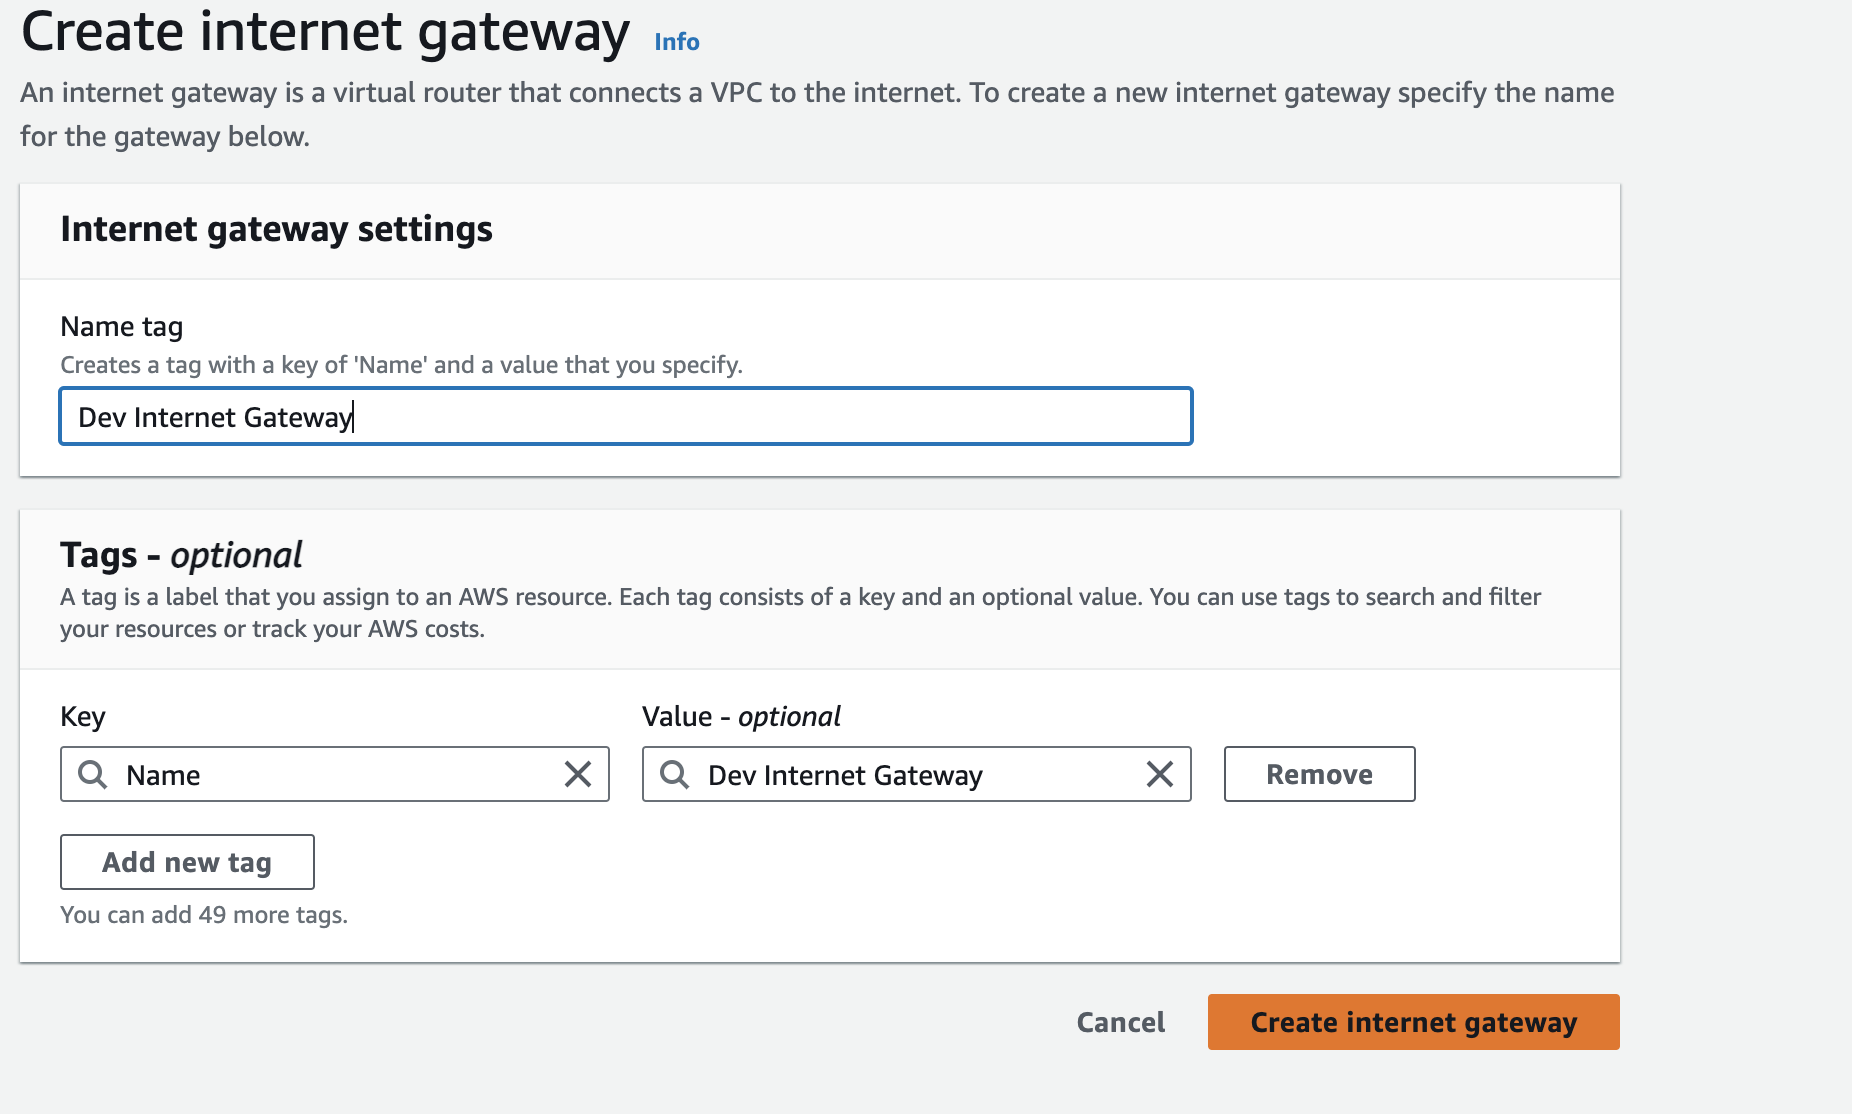 Create internet gateway Info
An internet gateway is a virtual router that connects a VPC to the internet. To create a new internet gateway specify the name
for the gateway below.
Internet gateway settings
Name tag
Creates a tag with a key of 'Name' and a value that you specify.
Dev Internet Gateway
Tags - optional
A tag is a label that you assign to an AWS resource. Each tag consists of a key and an optional value. You can use tags to search and filter
your resources or track your AWS costs.
Key Value - optional
Name Dev Internet Gateway Remove
Add new tag
You can add 49 more tags.
Cancel Create internet gateway